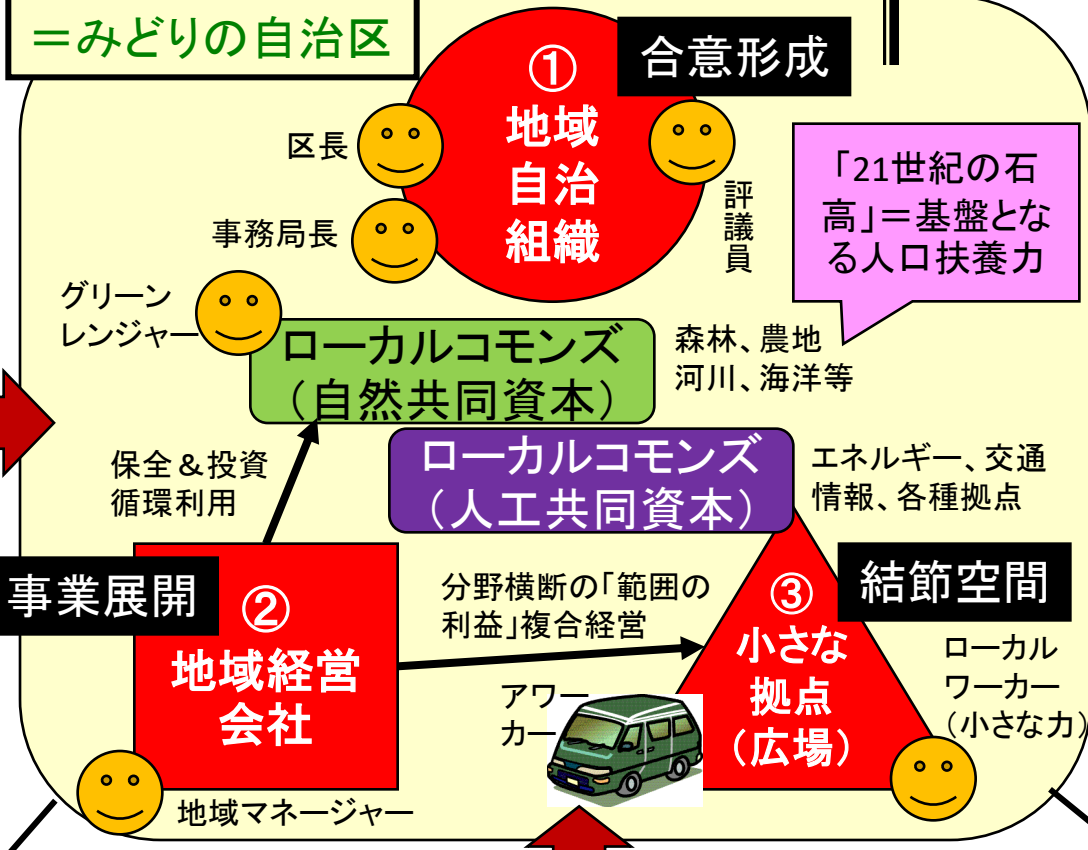 ＝みどりの自治区
①
地域
自治
組織
合意形成
区長
事務局長
評議員
「21世紀の石
高」＝基盤とな
る人口扶養力
グリーン
レンジャー
ローカルコモンズ
（自然共同資本）
森林、農地
河川、海洋等
保全＆投資
循環利用
ローカルコモンズ
（人工共同資本）
エネルギー、交通
情報、各種拠点
事業展開
②
地域経営
会社
分野横断の「範囲の
利益」複合経営
③
小さな
拠点
（広場）
結節空間
アワー
カー
ローカル
ワーカー
（小さな力）
地域マネージャー